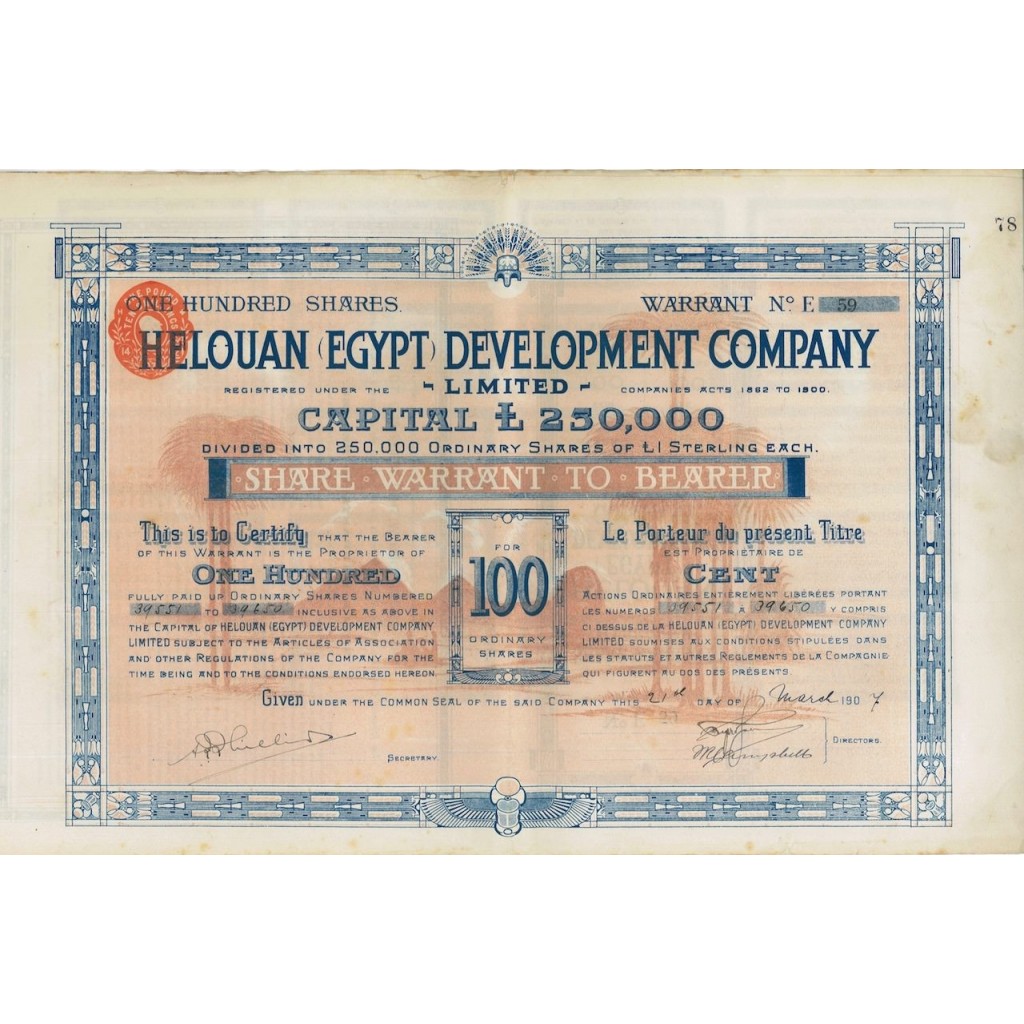 78
ONE HUNDRED SHARES. WARRANT No. E 59
HELOUAN (EGYPT) DEVELOPMENT COMPANY
REGISTERED UNDER THE - LIMITED - COMPANIES ACTS 1862 TO 1900.
CAPITAL £ 250,000
DIVIDED INTO 250.000 ORDINARY SHARES OF £1 STERLING EACH.
·SHARE·WARRANT·TO·BEARER·
This is to Certify THAT THE BEARER
OF THIS WARRANT IS THE PROPRIETOR OF
ONE HUNDRED
FULLY PAID UP ORDINARY SHARES NUMBERED
39551 TO 39650 INCLUSIVE AS ABOVE IN
THE CAPITAL OF HELOUAN (EGYPT) DEVELOPMENT COMPANY
LIMITED SUBJECT TO THE ARTICLES OF ASSOCIATION
AND OTHER REGULATIONS OF THE COMPANY FOR THE
TIME BEING AND TO THE CONDITIONS ENDORSED HEREON.
FOR
100
ORDINARY
SHARES
Le Porteur du présent Titre
EST PROPRIÉTAIRE DE
CENT
ACTIONS ORDINAIRES ENTIÈREMENT LIBÉRÉES PORTANT
LES NUMEROS 39551 A 39650 Y COMPRIS
CI DESSUS DE LA HELOUAN (EGYPT) DEVELOPMENT COMPANY
LIMITED SOUMISES AUX CONDITIONS STIPULÉES DANS
LES STATUTS ET AUTRES REGLEMENTS DE LA COMPAGNIE
QUI FIGURENT AU DOS DES PRÉSENTS.
Given UNDER THE COMMON SEAL OF THE SAID COMPANY THIS 21st DAY OF March 1907
SECRETARY.
DIRECTORS.